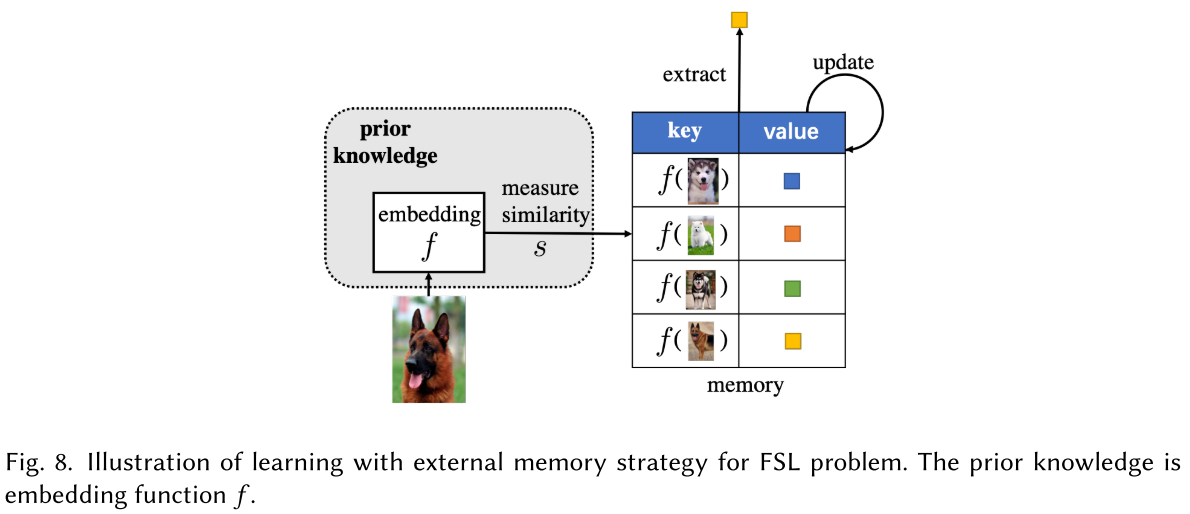 extract
update
prior
knowledge
key value
measure
similarity
embedding
f
s
f( )
f( )
f( )
f( )
memory
Fig. 8. Illustration of learning with external memory strategy for FSL problem. The prior knowledge is
embedding function f.